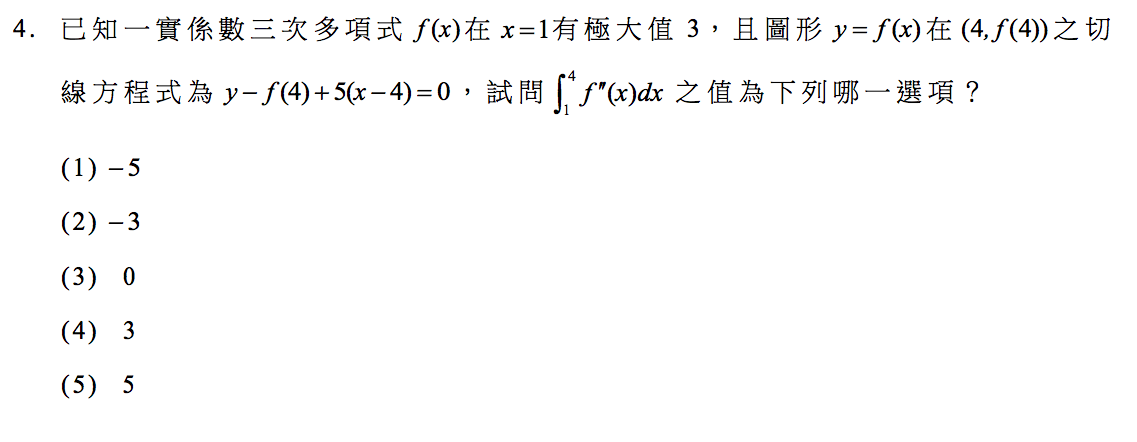 4. 已知一實係數三次多項式 f(x)在 x=1有極大值 3，且圖形 y=f(x)在 (4,f(4))之切
線方程式為 y−f(4)+5(x−4)=0，試問 ∫₁⁴ f″(x)dx 之值為下列哪一選項？
(1) −5
(2) −3
(3) 0
(4) 3
(5) 5